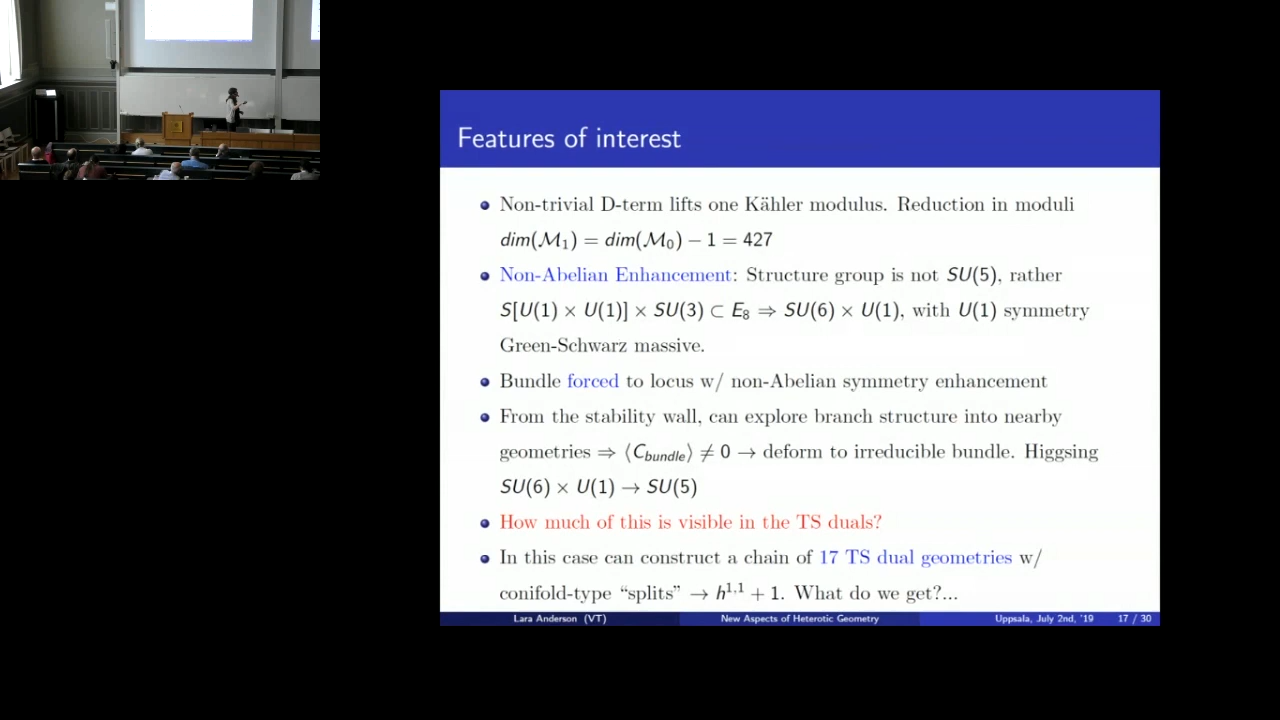 Features of interest
Non-trivial D-term lifts one Kähler modulus. Reduction in moduli
dim(ℳ₁) = dim(ℳ₀) − 1 = 427
Non-Abelian Enhancement: Structure group is not SU(5), rather
S[U(1) × U(1)] × SU(3) ⊂ E₈ ⇒ SU(6) × U(1), with U(1) symmetry
Green-Schwarz massive.
Bundle forced to locus w/ non-Abelian symmetry enhancement
From the stability wall, can explore branch structure into nearby
geometries ⇒ ⟨C_bundle⟩ ≠ 0 → deform to irreducible bundle. Higgsing
SU(6) × U(1) → SU(5)
How much of this is visible in the TS duals?
In this case can construct a chain of 17 TS dual geometries w/
conifold-type “splits” → h¹,¹ + 1. What do we get?...
Lara Anderson (VT) New Aspects of Heterotic Geometry Uppsala, July 2nd, '19 17 / 30